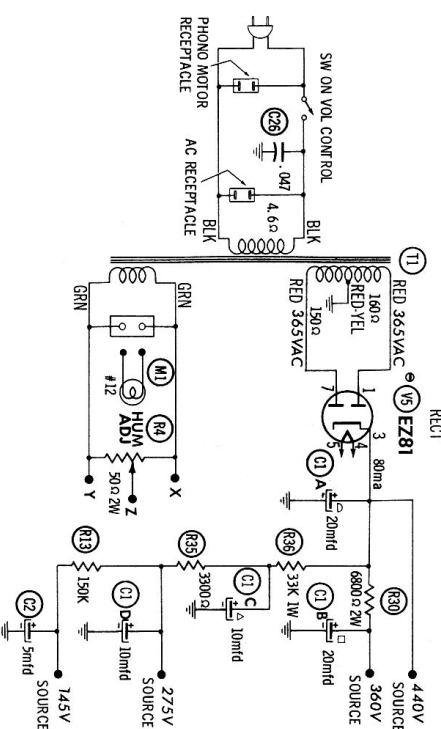 PHONO MOTOR
RECEPTACLE
SW ON VOL CONTROL
C26
.047
AC RECEPTACLE
BLK
BLK
4.6Ω
T1
GRN
GRN
RED 365VAC
RED-YEL
RED 365VAC
160Ω
150Ω
M1
#12
R4
HUM
ADJ
50Ω 2W
X
Y
Z
RECT
V5
EZ81
1
7
3
4
5
80ma
C1
A
20mfd
R30
6800Ω 2W
440V
SOURCE
360V
SOURCE
C1
B
20mfd
R36
33K 1W
C1
C
10mfd
R35
3300Ω
275V
SOURCE
C1
D
10mfd
R13
150K
C2
5mfd
145V
SOURCE